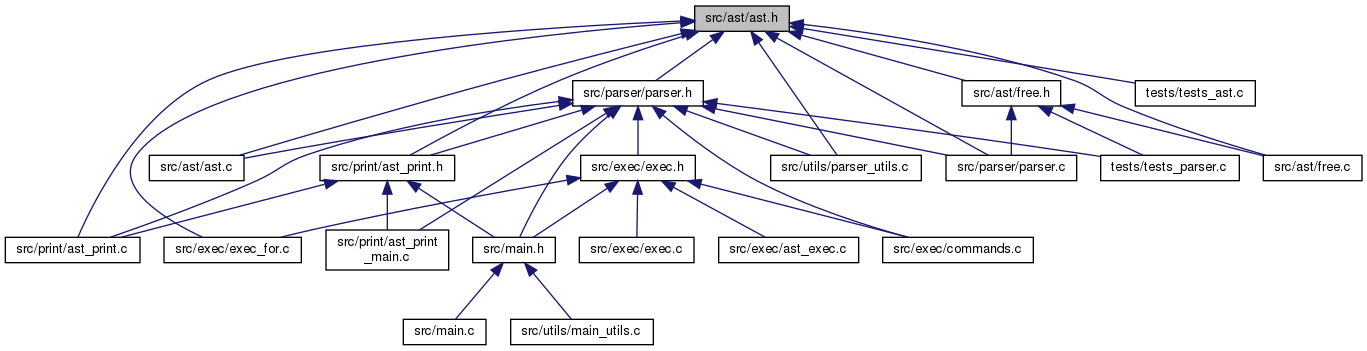 src/ast/ast.h
src/parser/parser.h
src/ast/free.h
tests/tests_ast.c
src/ast/ast.c
src/print/ast_print.h
src/exec/exec.h
src/utils/parser_utils.c
src/parser/parser.c
tests/tests_parser.c
src/ast/free.c
src/print/ast_print.c
src/exec/exec_for.c
src/print/ast_print
_main.c
src/main.h
src/exec/exec.c
src/exec/ast_exec.c
src/exec/commands.c
src/main.c
src/utils/main_utils.c